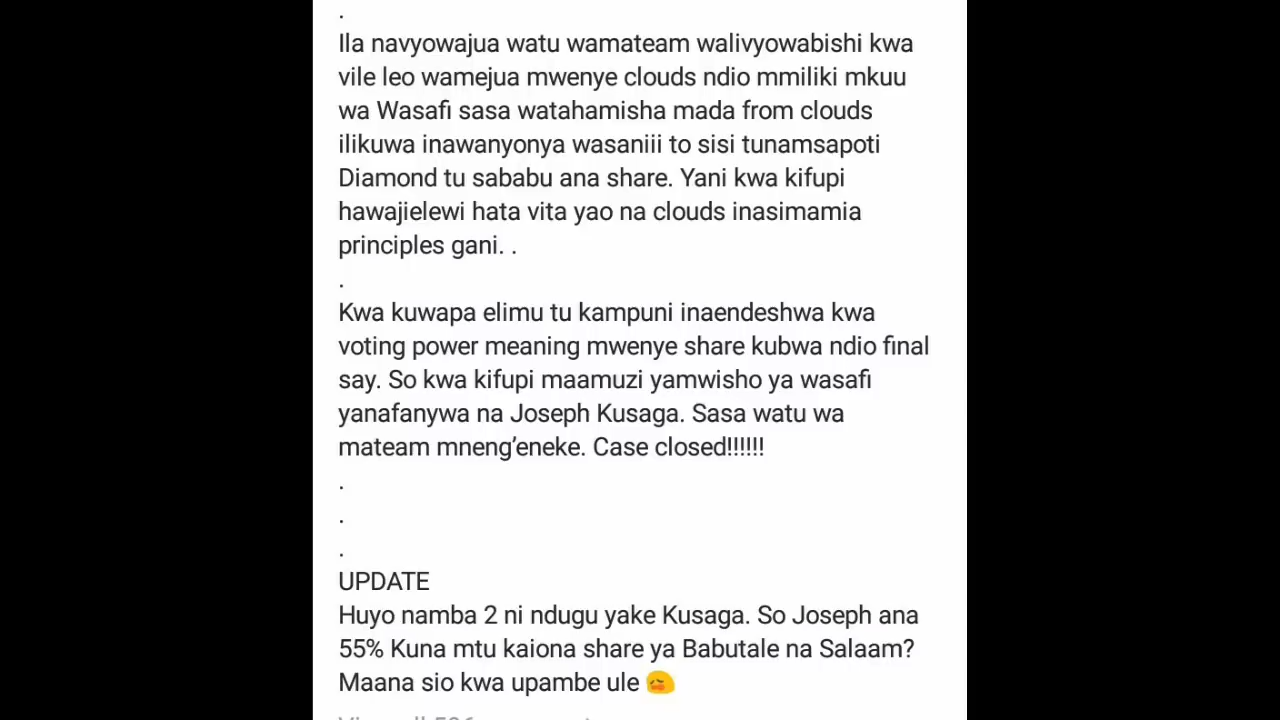 .
Ila navyowajua watu wamateam walivyowabishi kwa
vile leo wamejua mwenye clouds ndio mmiliki mkuu
wa Wasafi sasa watahamisha mada from clouds
ilikuwa inawanyonya wasaniii to sisi tunamsapoti
Diamond tu sababu ana share. Yani kwa kifupi
hawajielewi hata vita yao na clouds inasimamia
principles gani. .
.
Kwa kuwapa elimu tu kampuni inaendeshwa kwa
voting power meaning mwenye share kubwa ndio final
say. So kwa kifupi maamuzi yamwisho ya wasafi
yanafanywa na Joseph Kusaga. Sasa watu wa
mateam mneng’eneke. Case closed!!!!!!
.
.
.
UPDATE
Huyo namba 2 ni ndugu yake Kusaga. So Joseph ana
55% Kuna mtu kaiona share ya Babutale na Salaam?
Maana sio kwa upambe ule